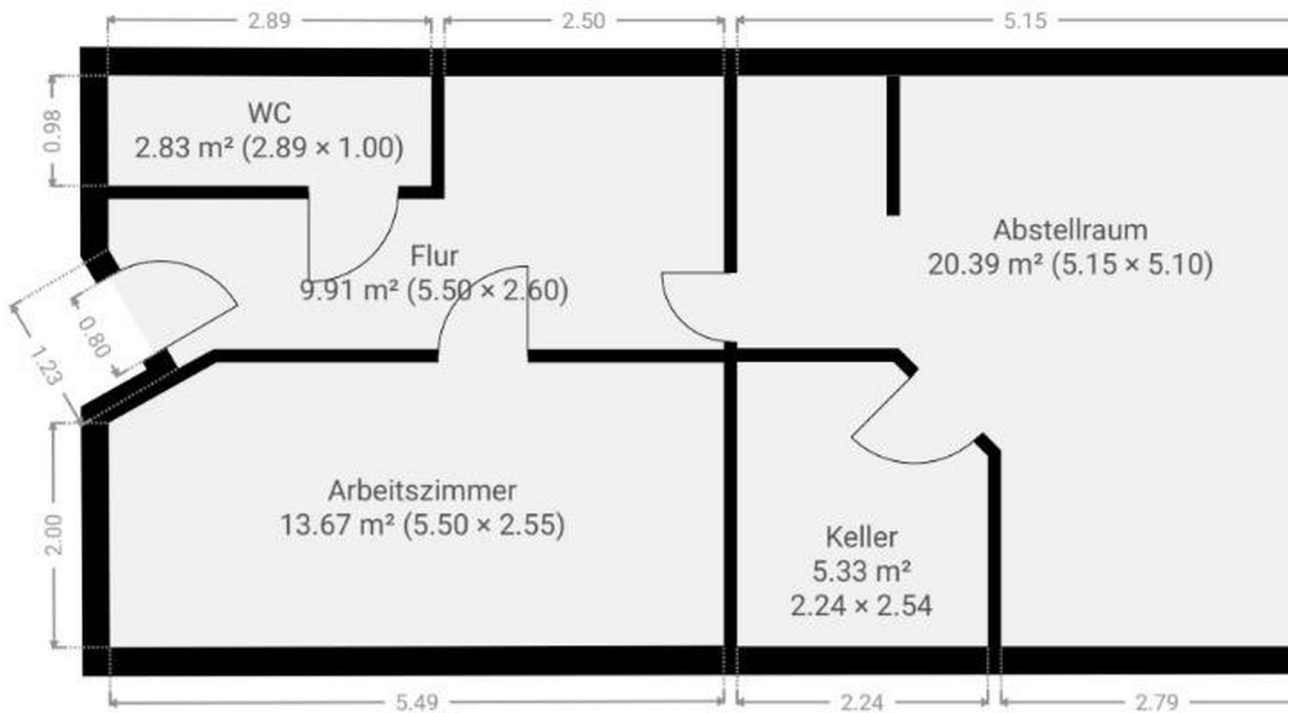 2.89
2.50
5.15
0.98
WC
2.83 m² (2.89 × 1.00)
Flur
9.91 m² (5.50 × 2.60)
Abstellraum
20.39 m² (5.15 × 5.10)
0.80
1.23
Arbeitszimmer
13.67 m² (5.50 × 2.55)
2.00
Keller
5.33 m²
2.24 × 2.54
5.49
2.24
2.79